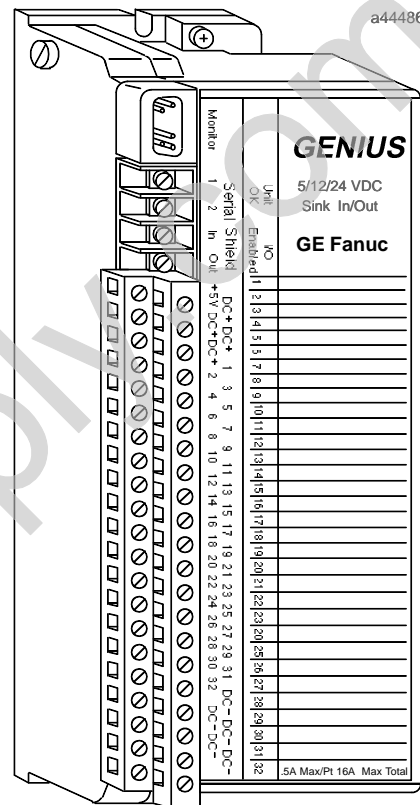 a44486
GENIUS
5/12/24 VDC
Sink In/Out
GE Fanuc
Unit OK
I/O Enabled
1 2 3 4 5 5 7 8 9 10 11 12 13 14 15 16 17 18 19 20 21 22 23 20 25 26 27 28 29 30 31 32
Serial Shield
DC+ DC+ 1 3 5 7 9 11 13 15 17 19 21 23 25 27 29 31 DC- DC- DC-
Monitor 1 2 In Out
+5V DC+ DC+ 2 4 6 8 10 12 14 16 18 20 22 24 26 28 30 32 DC- DC-
.5A Max/Pt 16A Max Total
ply.com